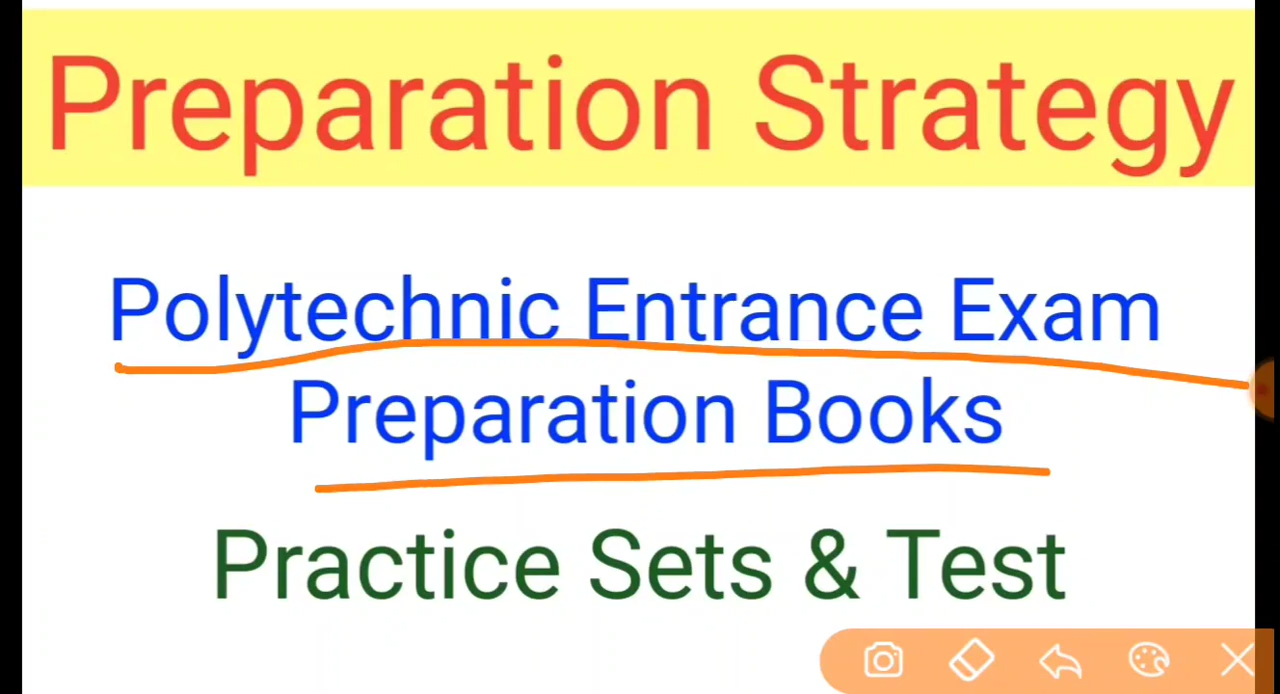 Preparation Strategy
Polytechnic Entrance Exam
Preparation Books
Practice Sets & Test